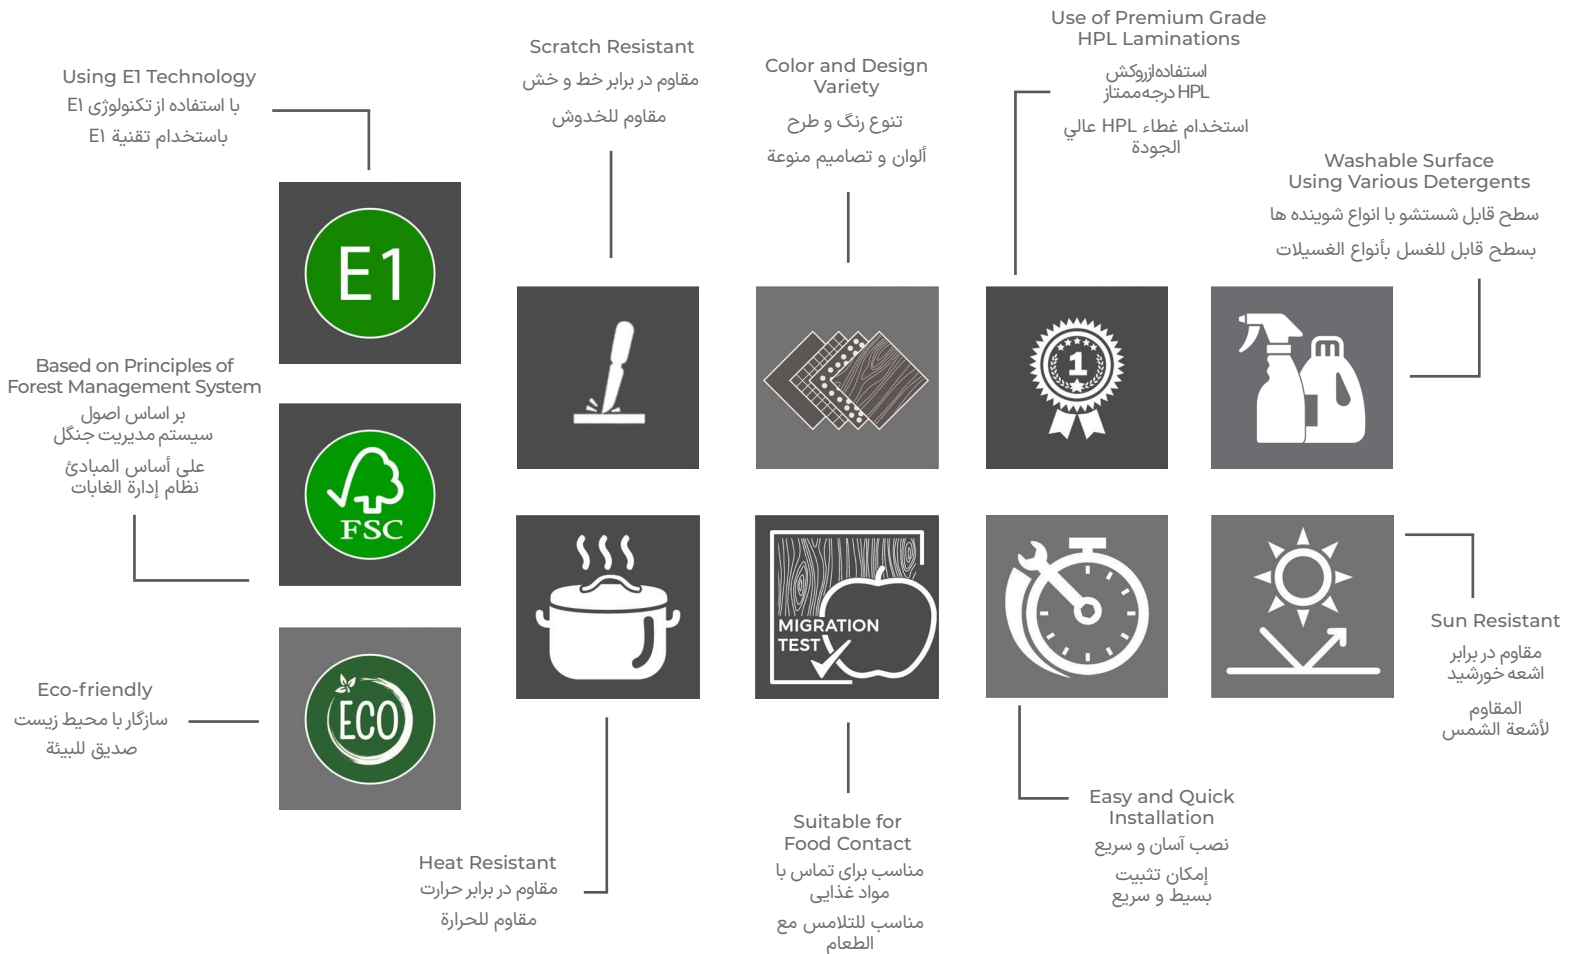 Using E1 Technology
با استفاده از تکنولوژی E1
باستخدام تقنية E1
E1
Scratch Resistant
مقاوم در برابر خط و خش
مقاوم للخدوش
Color and Design
Variety
تنوع رنگ و طرح
ألوان و تصاميم منوعة
Use of Premium Grade
HPL Laminations
استفاده‌ازروکش
HPL درجه‌ممتاز
استخدام غطاء HPL عالي
الجودة
1
Washable Surface
Using Various Detergents
سطح قابل شستشو با انواع شوینده ها
بسطح قابل للغسل بأنواع الغسيلات
Based on Principles of
Forest Management System
بر اساس اصول
سیستم مدیریت جنگل
على أساس المبادئ
نظام إدارة الغابات
FSC
Eco-friendly
سازگار با محیط زیست
صديق للبيئة
ECO
Heat Resistant
مقاوم در برابر حرارت
مقاوم للحرارة
MIGRATION
TEST
Suitable for
Food Contact
مناسب برای تماس با
مواد غذایی
مناسب للتلامس مع
الطعام
Easy and Quick
Installation
نصب آسان و سریع
إمكان تثبيت
بسيط و سريع
Sun Resistant
مقاوم در برابر
اشعه خورشید
المقاوم
لأشعة الشمس